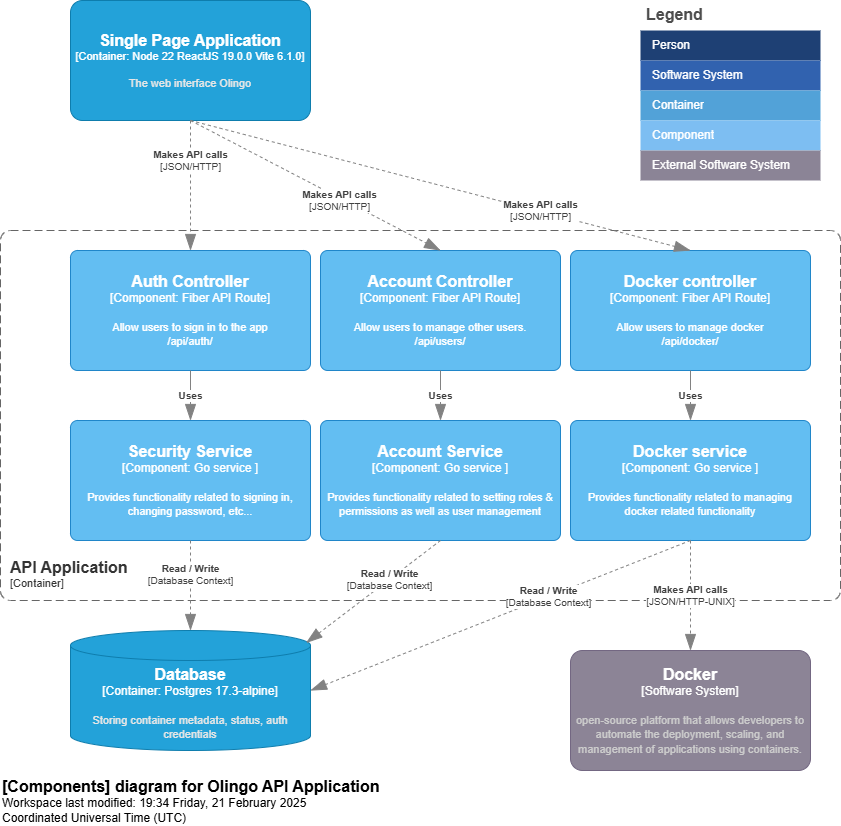 Single Page Application
[Container: Node 22 ReactJS 19.0.0 Vite 6.1.0]
The web interface Olingo
Legend
Person
Software System
Container
Component
External Software System
Makes API calls
[JSON/HTTP]
Makes API calls
[JSON/HTTP]
Makes API calls
[JSON/HTTP]
Auth Controller
[Component: Fiber API Route]
Allow users to sign in to the app
/api/auth/
Account Controller
[Component: Fiber API Route]
Allow users to manage other users.
/api/users/
Docker controller
[Component: Fiber API Route]
Allow users to manage docker
/api/docker/
Uses
Uses
Uses
Security Service
[Component: Go service ]
Provides functionality related to signing in,
changing password, etc...
Account Service
[Component: Go service ]
Provides functionality related to setting roles &
permissions as well as user management
Docker service
[Component: Go service ]
Provides functionality related to managing
docker related functionality
API Application
[Container]
Read / Write
[Database Context]
Read / Write
[Database Context]
Read / Write
[Database Context]
Makes API calls
[JSON/HTTP-UNIX]
Database
[Container: Postgres 17.3-alpine]
Storing container metadata, status, auth
credentials
Docker
[Software System]
open-source platform that allows developers to
automate the deployment, scaling, and
management of applications using containers.
[Components] diagram for Olingo API Application
Workspace last modified: 19:34 Friday, 21 February 2025
Coordinated Universal Time (UTC)